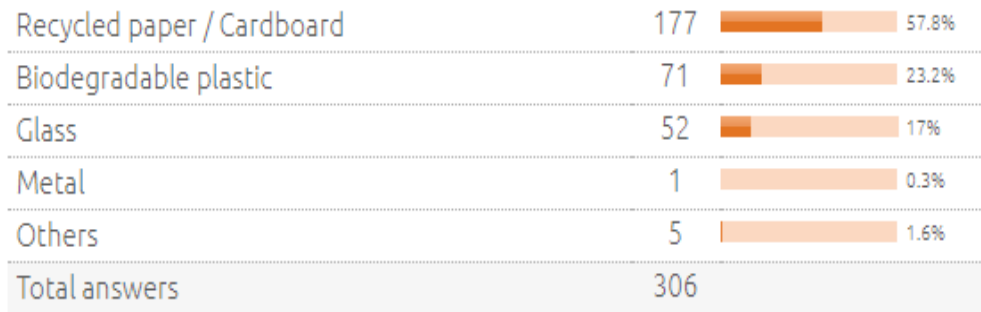 Recycled paper / Cardboard 177 57.8%
Biodegradable plastic 71 23.2%
Glass 52 17%
Metal 1 0.3%
Others 5 1.6%
Total answers 306